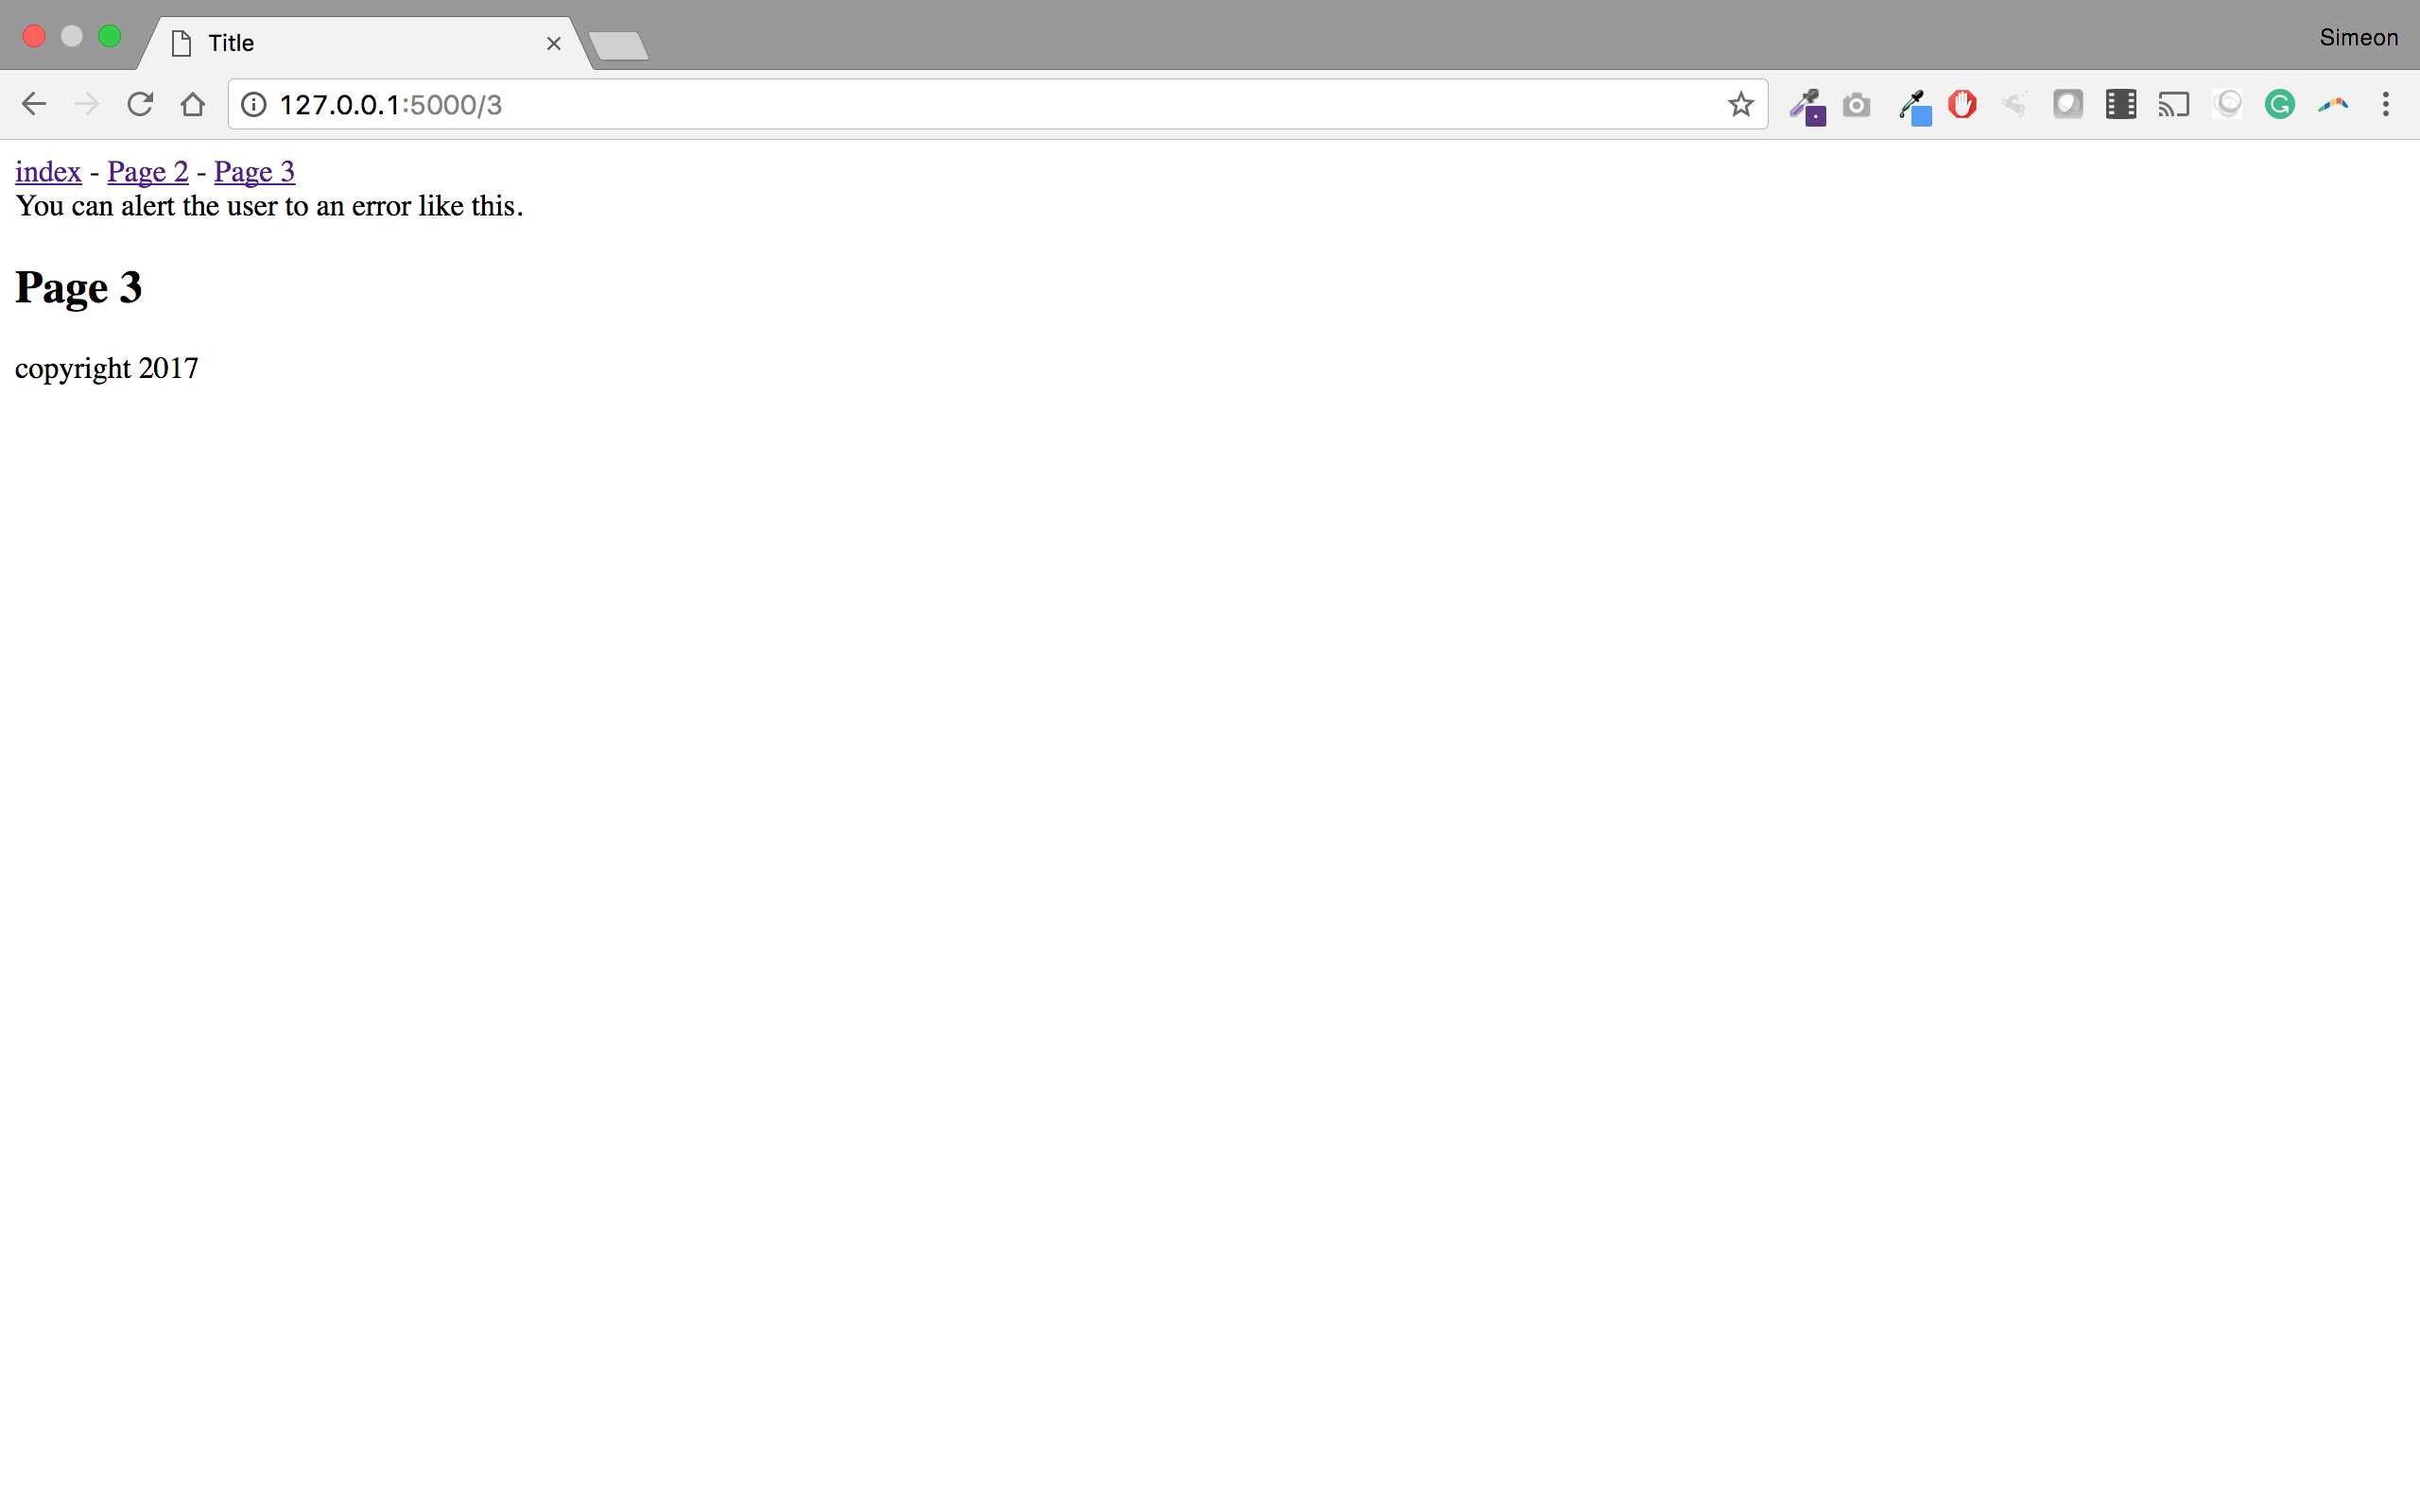 Title
Simeon
127.0.0.1:5000/3
index - Page 2 - Page 3
You can alert the user to an error like this.
Page 3
copyright 2017